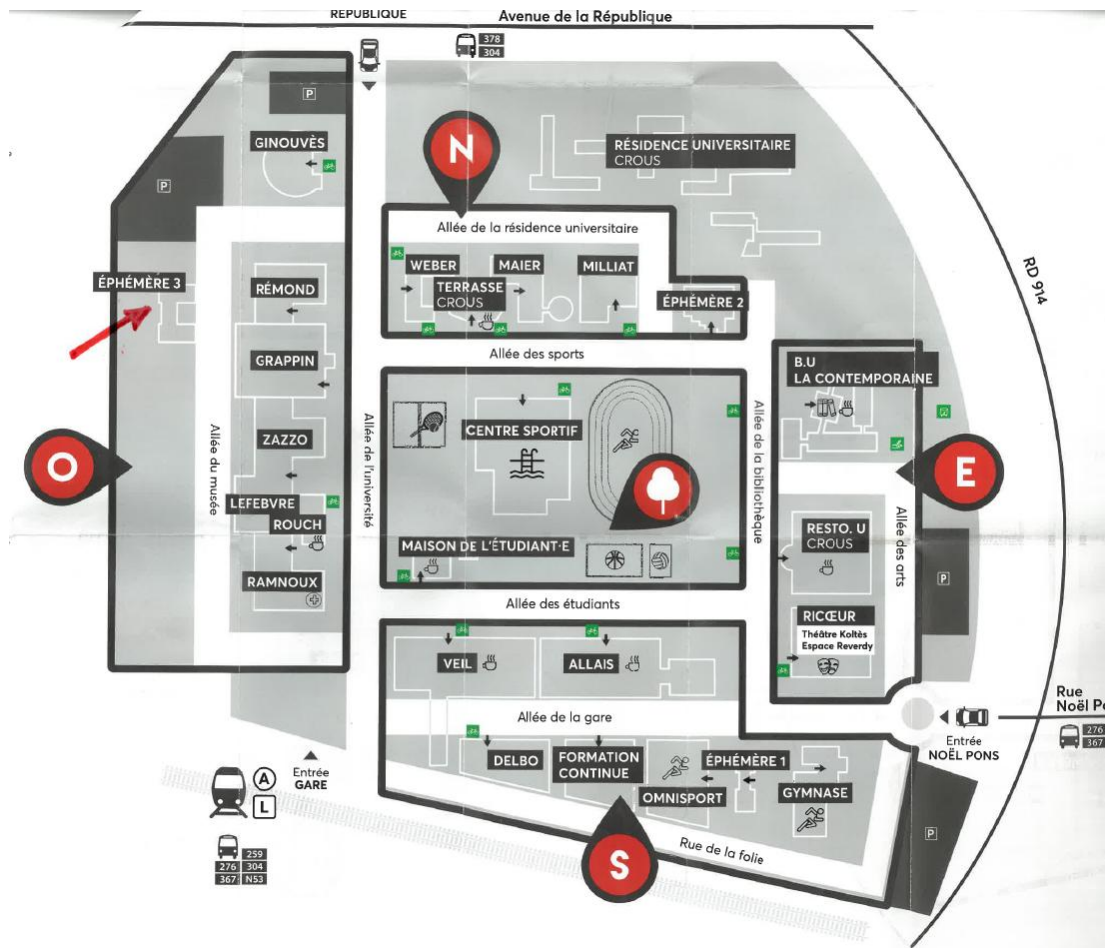 RÉPUBLIQUE
Avenue de la République
378
304
P
GINOUVÈS
N
RÉSIDENCE UNIVERSITAIRE
CROUS
P
Allée de la résidence universitaire
RD 914
WEBER
MAIER
MILLIAT
ÉPHÉMÈRE 3
RÉMOND
TERRASSE
CROUS
ÉPHÈMÈRE 2
Allée des sports
GRAPPIN
B.U
LA CONTEMPORAINE
Allée du musée
Allée de l'université
Allée de la bibliothèque
ZAZZO
CENTRE SPORTIF
O
E
LEFEBVRE
ROUCH
RESTO. U
CROUS
Allée des arts
MAISON DE L'ÉTUDIANT·E
RAMNOUX
P
Allée des étudiants
RICŒUR
Théâtre Koltès
Espace Reverdy
VEIL
ALLAIS
Allée de la gare
Rue
Noël Po
276
367
Entrée
NOËL PONS
DELBO
FORMATION
CONTINUE
ÉPHÉMÈRE 1
OMNISPORT
GYMNASE
Entrée
GARE
A
L
P
Rue de la folie
S
259
276 304
367 N53